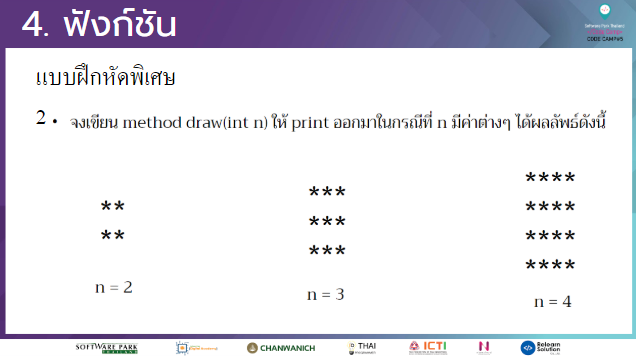 4. ฟังก์ชัน
Software Park Thailand
CODE CAMP#5
แบบฝึกหัดพิเศษ
2 • จงเขียน method draw(int n) ให้ print ออกมาในกรณีที่ n มีค่าต่างๆ ได้ผลลัพธ์ดังนี้
** *** ****
** *** ****
*** ****
****
n = 2 n = 3 n = 4
SOFTWARE PARK CHANWANICH THAI ICTI N Relearn Solution
THAILAND